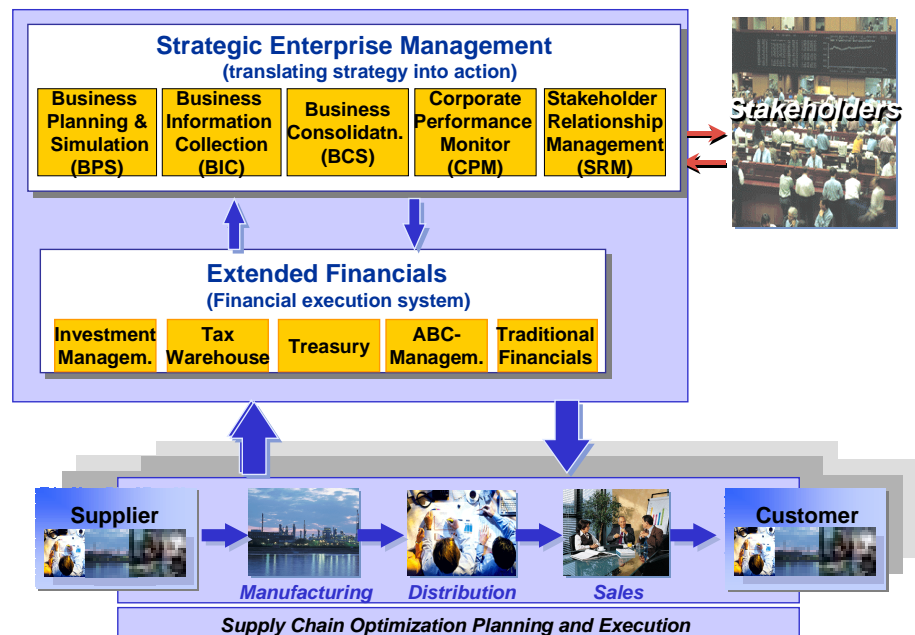 Strategic Enterprise Management
(translating strategy into action)
Business
Planning &
Simulation
(BPS)
Business
Information
Collection
(BIC)
Business
Consolidatn.
(BCS)
Corporate
Performance
Monitor
(CPM)
Stakeholder
Relationship
Management
(SRM)
Stakeholders
Extended Financials
(Financial execution system)
Investment
Managem.
Tax
Warehouse
Treasury
ABC-
Managem.
Traditional
Financials
Supplier
Customer
Manufacturing
Distribution
Sales
Supply Chain Optimization Planning and Execution